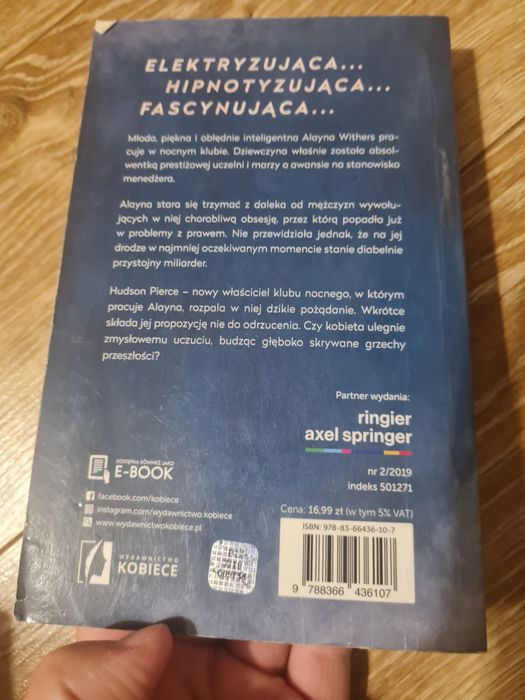 ELEKTRYZUJĄCA...
HIPNOTYZUJĄCA...
FASCYNUJĄCA...
Młoda, piękna i obłędnie inteligentna Alayna Withers pra-
cuje w nocnym klubie. Dziewczyna właśnie została absol-
wentką prestiżowej uczelni i marzy o awansie na stanowisko
menedżera.
Alayna stara się trzymać z daleka od mężczyzn wywołu-
jących w niej chorobliwą obsesję, przez którą popadła już
w problemy z prawem. Nie przewidziała jednak, że na jej
drodze w najmniej oczekiwanym momencie stanie diabelnie
przystojny miliarder.
Hudson Pierce – nowy właściciel klubu nocnego, w którym
pracuje Alayna, rozpala w niej dzikie pożądanie. Wkrótce
składa jej propozycję nie do odrzucenia. Czy kobieta ulegnie
zmysłowemu uczuciu, budząc głęboko skrywane grzechy
przeszłości?
Partner wydania:
ringier
axel springer
nr 2/2019
indeks 501271
DOSTĘPNA RÓWNIEŻ JAKO
E-BOOK
facebook.com/kobiece
instagram.com/wydawnictwo.kobiece
www.wydawnictwokobiece.pl
WYDAWNICTWO
KOBIECE
Cena: 16,99 zł (w tym 5% VAT)
ISBN: 978-83-66436-10-7
9 788366 436107